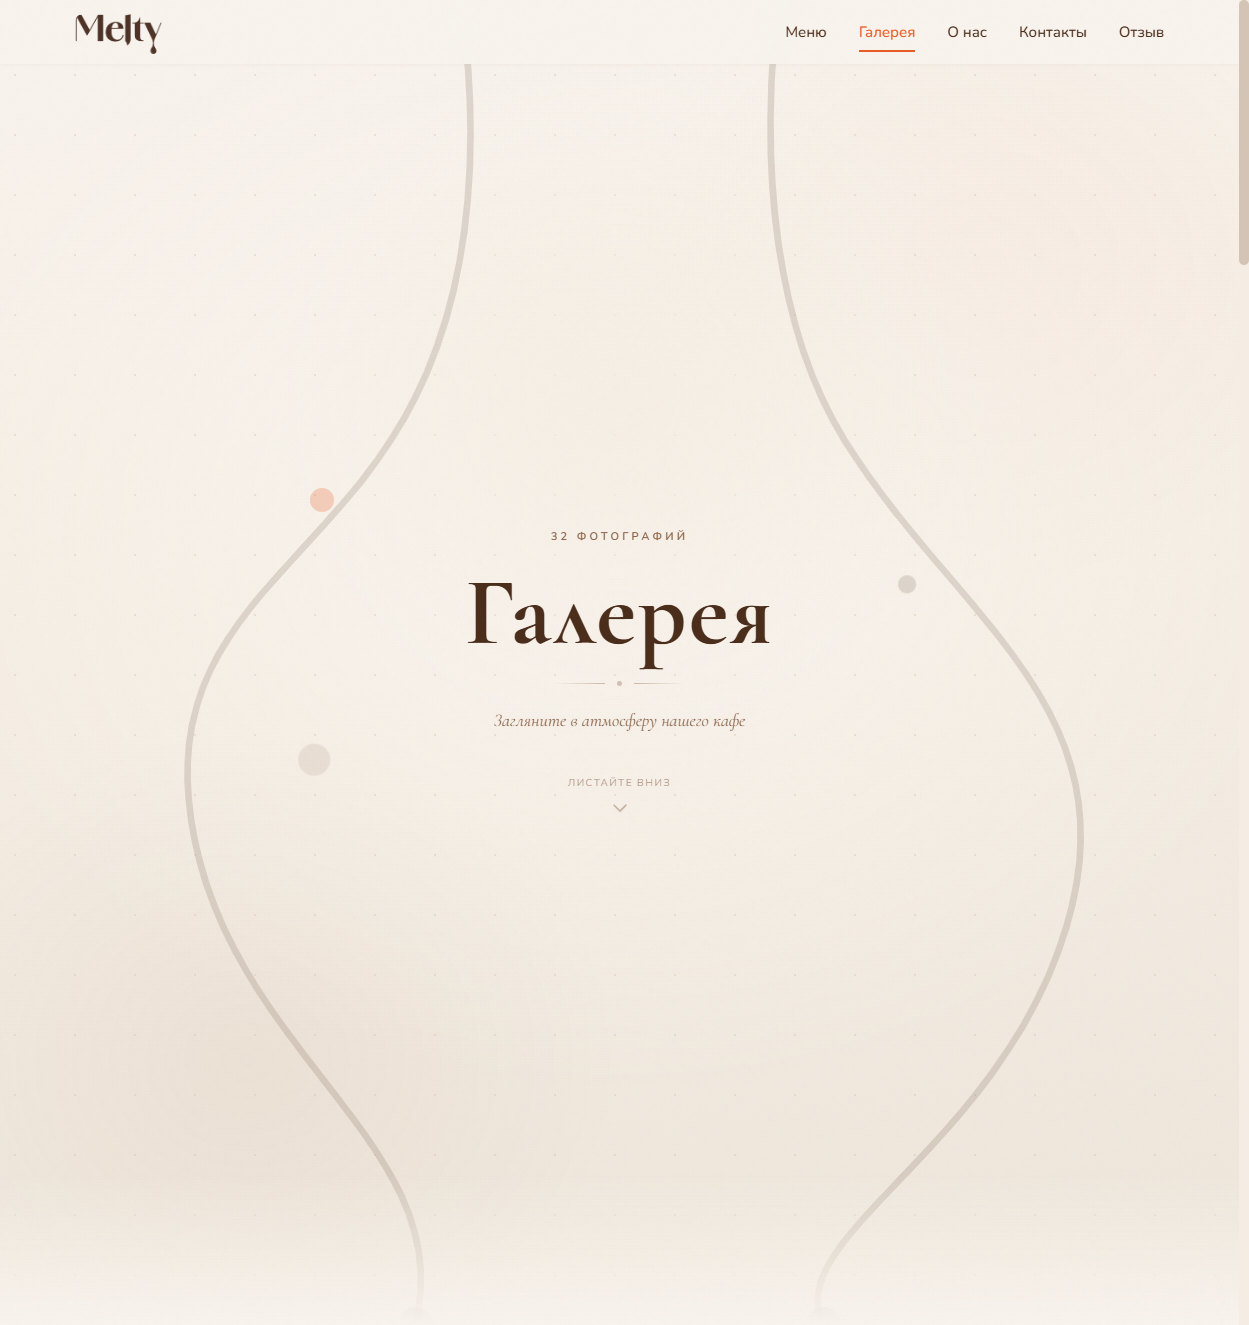 Melty
Меню Галерея О нас Контакты Отзыв
32 ФОТОГРАФИЙ
Галерея
Загляните в атмосферу нашего кафе
ЛИСТАЙТЕ ВНИЗ